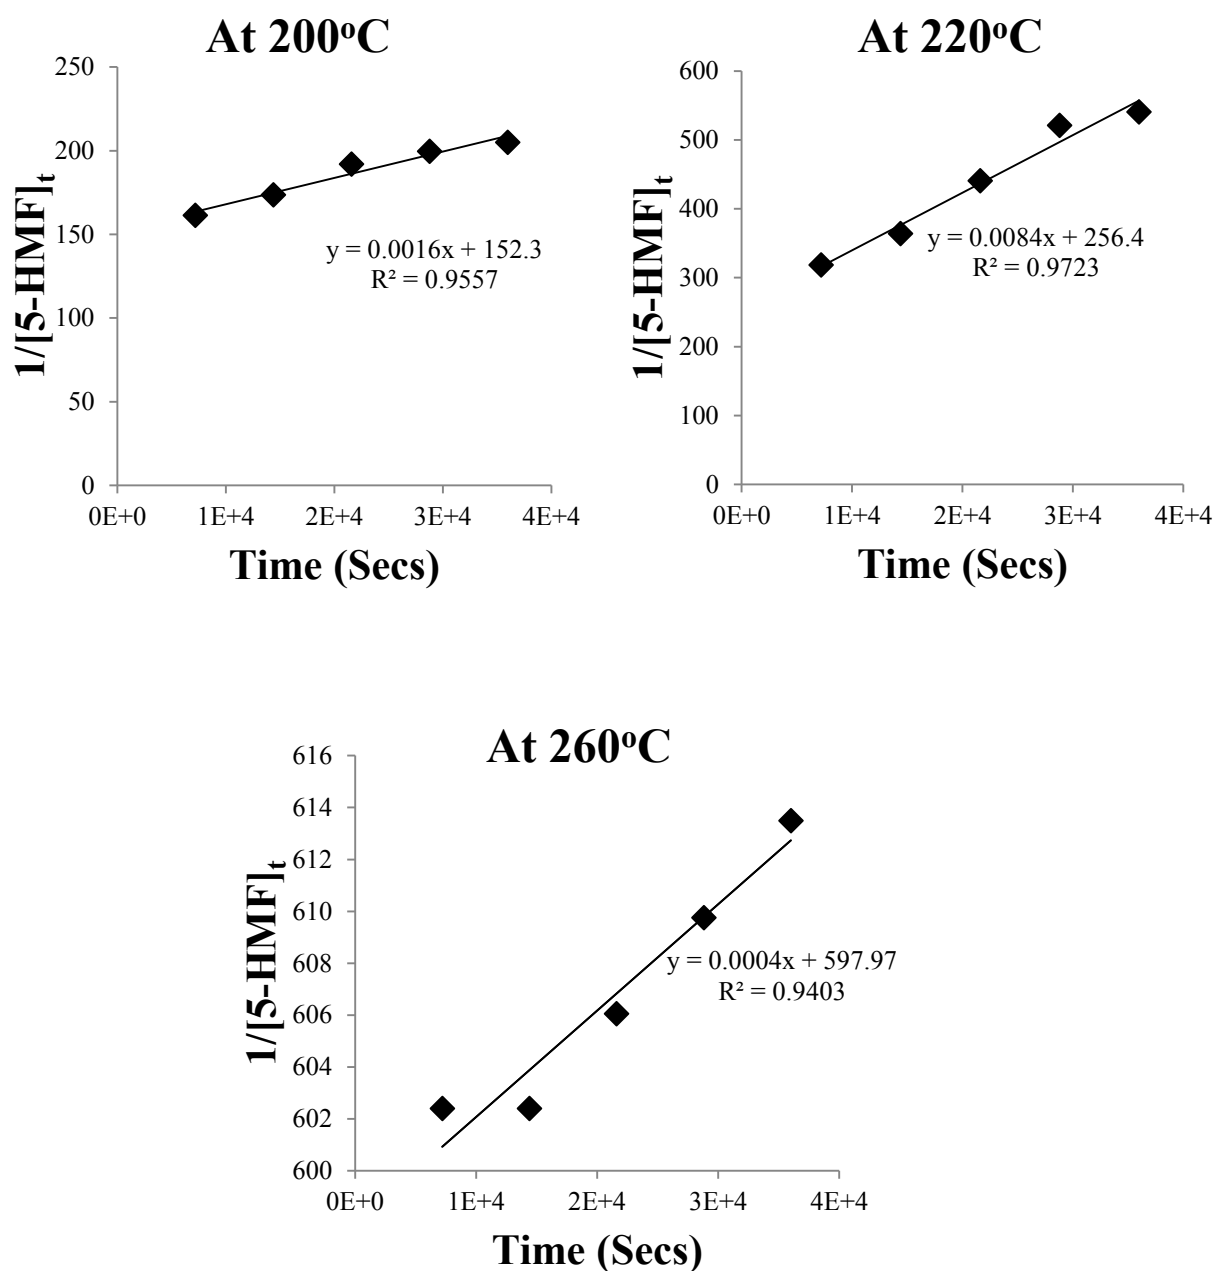 At 200°C
250
200
150
100
50
0
1/[5-HMF]t
y = 0.0016x + 152.3
R² = 0.9557
0E+0 1E+4 2E+4 3E+4 4E+4
Time (Secs)
At 220°C
600
500
400
300
200
100
0
1/[5-HMF]t
y = 0.0084x + 256.4
R² = 0.9723
0E+0 1E+4 2E+4 3E+4 4E+4
Time (Secs)
At 260°C
616
614
612
610
608
606
604
602
600
1/[5-HMF]t
y = 0.0004x + 597.97
R² = 0.9403
0E+0 1E+4 2E+4 3E+4 4E+4
Time (Secs)